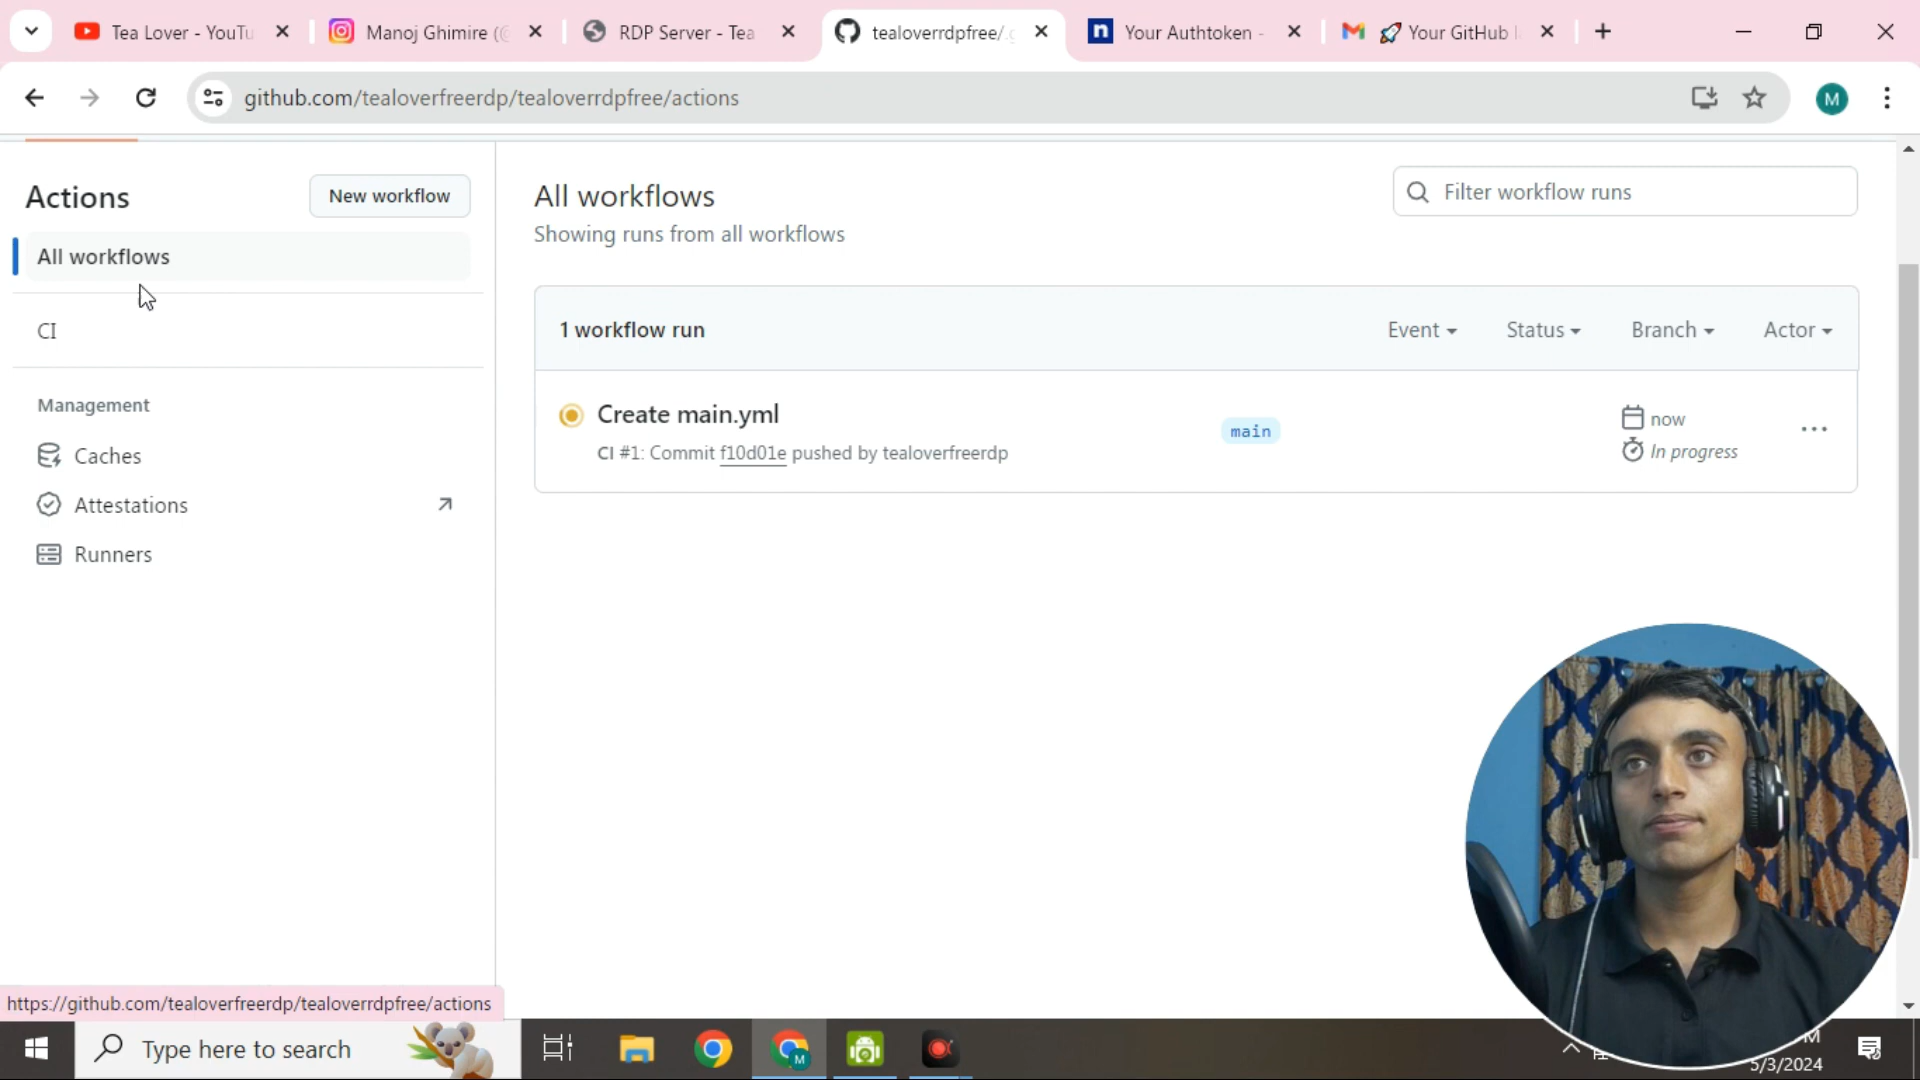 Tea Lover - YouTu
Manoj Ghimire (@
RDP Server - Tea
tealoverrdpfree/.g
n
Your Authtoken -
Your GitHub l
github.com/tealoverfreerdp/tealoverrdpfree/actions
M
Actions
New workflow
All workflows
CI
Management
Caches
Attestations
Runners
All workflows
Showing runs from all workflows
Filter workflow runs
1 workflow run
Event
Status
Branch
Actor
Create main.yml
CI #1: Commit f10d01e pushed by tealoverfreerdp
main
now
In progress
https://github.com/tealoverfreerdp/tealoverrdpfree/actions
Type here to search
M
M
5/3/2024